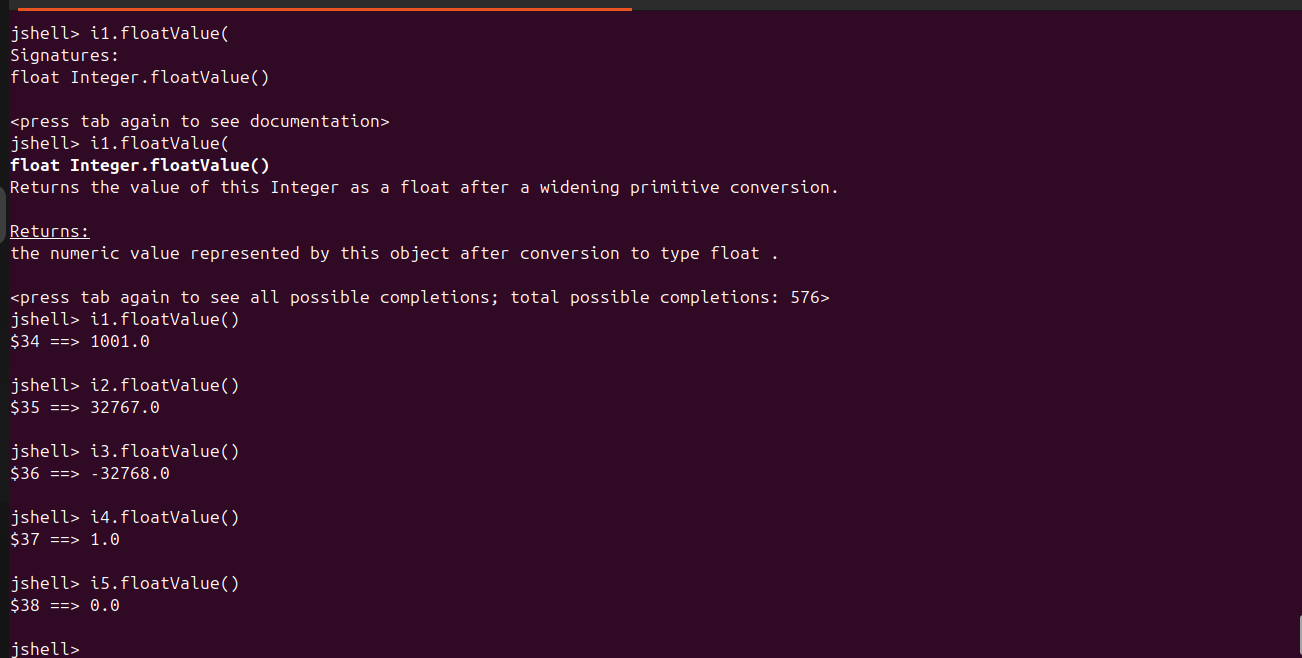 jshell> i1.floatValue(
Signatures:
float Integer.floatValue()
<press tab again to see documentation>
jshell> i1.floatValue(
float Integer.floatValue()
Returns the value of this Integer as a float after a widening primitive conversion.
Returns:
the numeric value represented by this object after conversion to type float .
<press tab again to see all possible completions; total possible completions: 576>
jshell> i1.floatValue()
$34 ==> 1001.0
jshell> i2.floatValue()
$35 ==> 32767.0
jshell> i3.floatValue()
$36 ==> -32768.0
jshell> i4.floatValue()
$37 ==> 1.0
jshell> i5.floatValue()
$38 ==> 0.0
jshell>